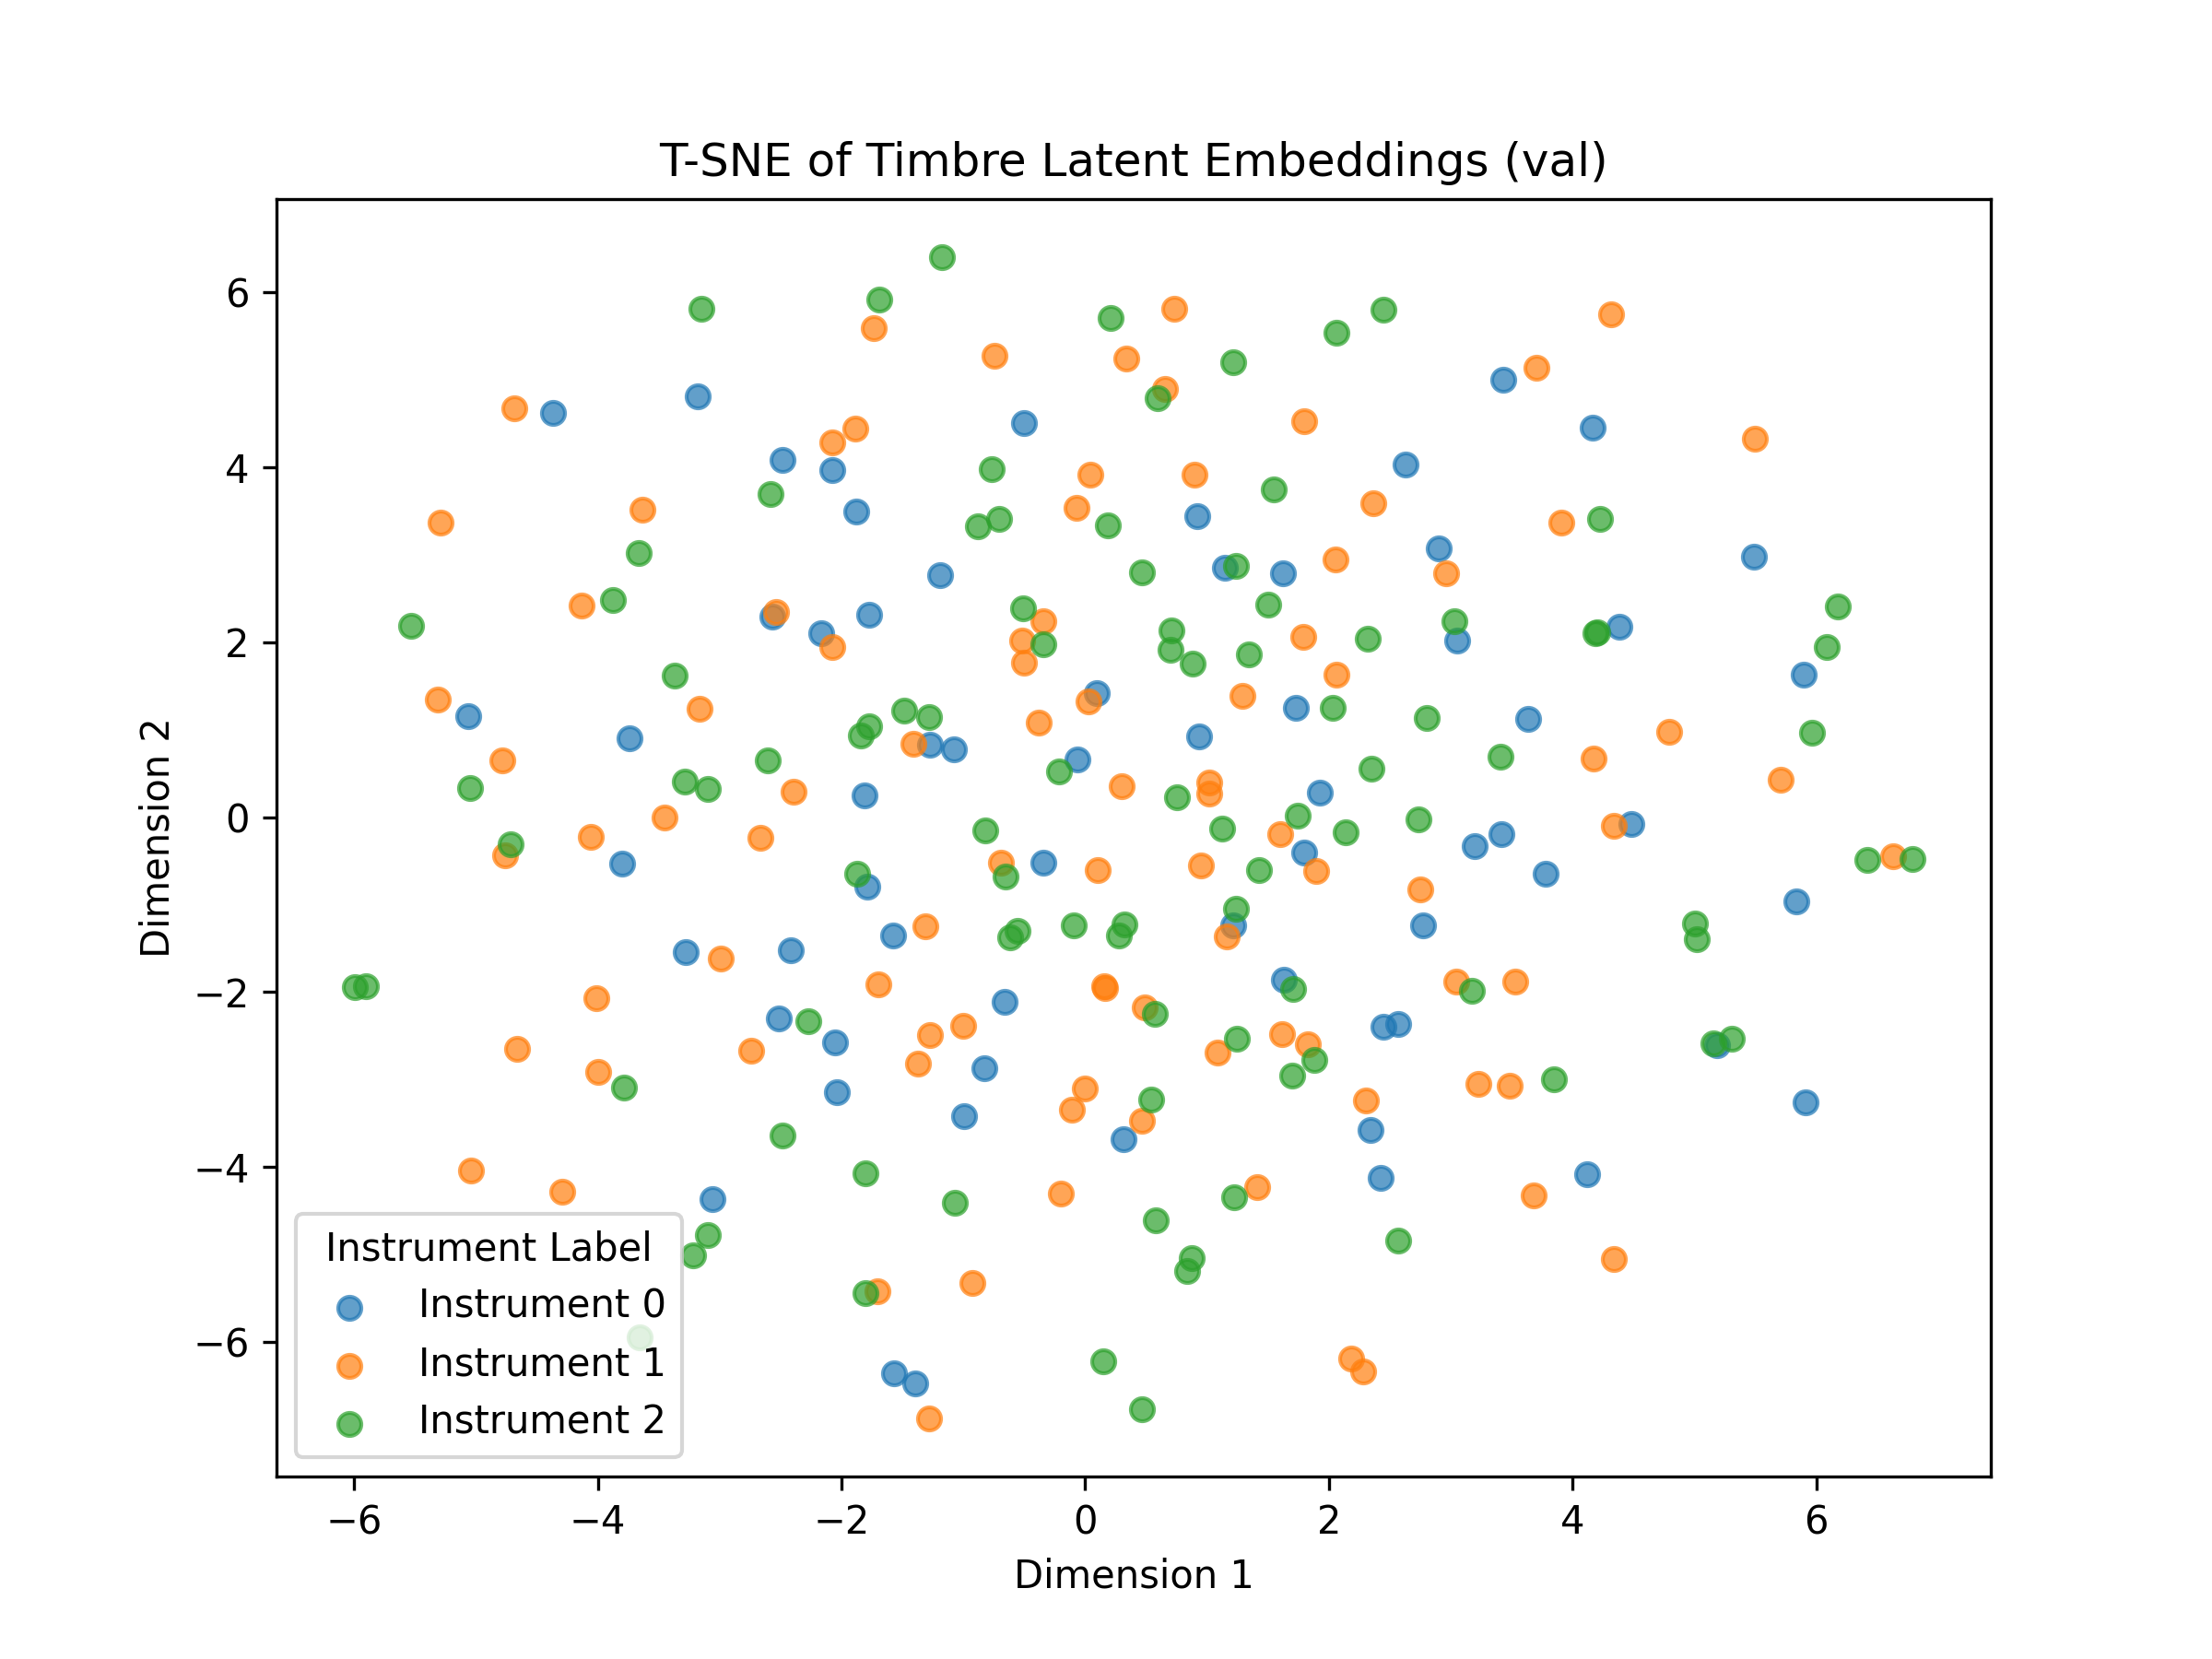 T-SNE of Timbre Latent Embeddings (val)
6
4
2
0
−2
−4
−6
Dimension 2
Instrument Label
Instrument 0
Instrument 1
Instrument 2
−6 −4 −2 0 2 4 6
Dimension 1